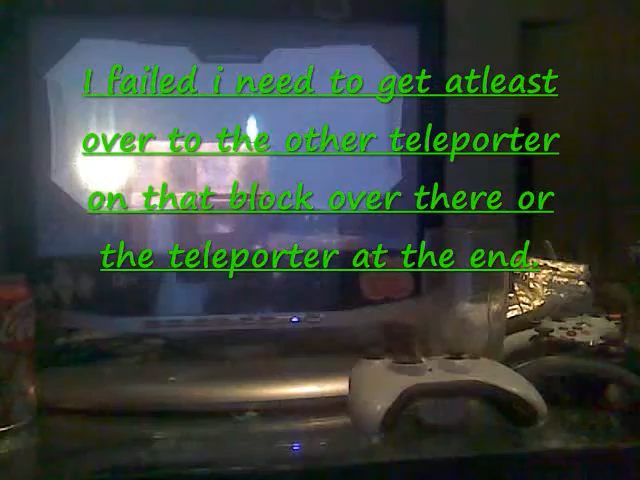 I failed i need to get atleast
over to the other teleporter
on that block over there or
the teleporter at the end.